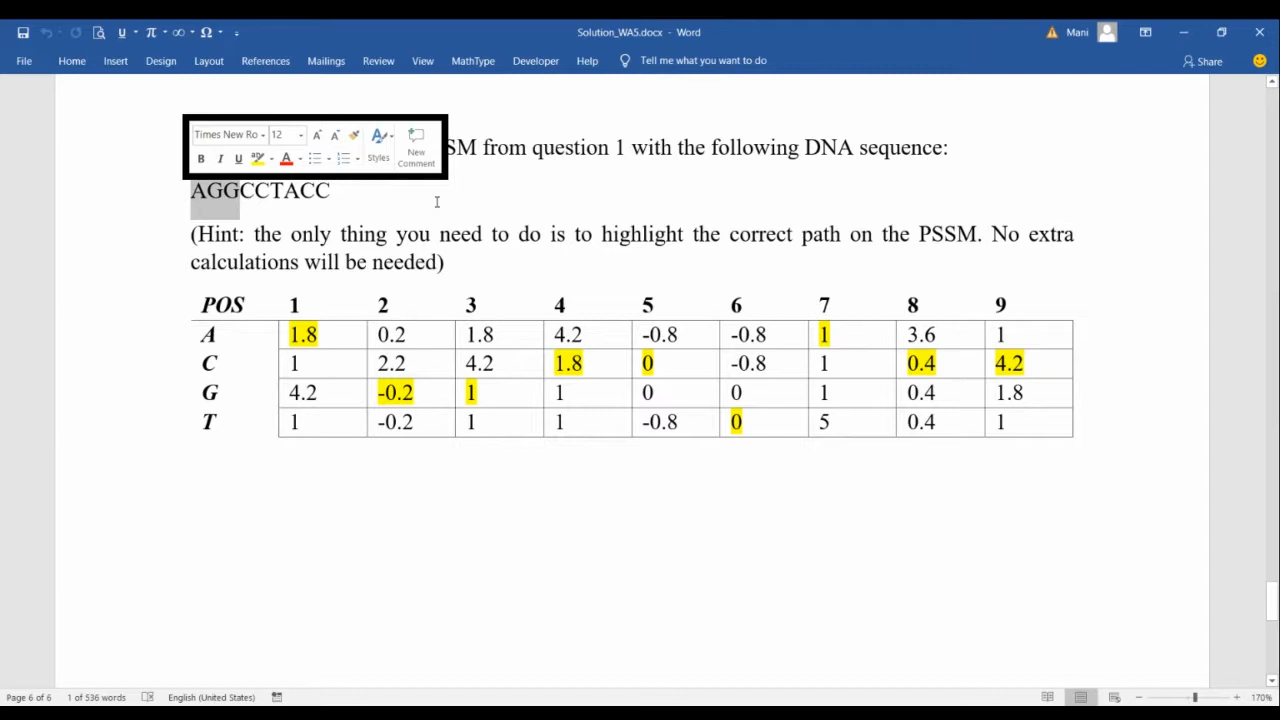 Solution_WA5.docx - Word
Mani
File Home Insert Design Layout References Mailings Review View MathType Developer Help Tell me what you want to do Share
Times New Ro 12
B I U A Styles New Comment
SM from question 1 with the following DNA sequence:
AGGCCTACC
(Hint: the only thing you need to do is to highlight the correct path on the PSSM. No extra
calculations will be needed)
POS 1 2 3 4 5 6 7 8 9
A 1.8 0.2 1.8 4.2 -0.8 -0.8 1 3.6 1
C 1 2.2 4.2 1.8 0 -0.8 1 0.4 4.2
G 4.2 -0.2 1 1 0 0 1 0.4 1.8
T 1 -0.2 1 1 -0.8 0 5 0.4 1
Page 6 of 6 1 of 536 words English (United States) 170%